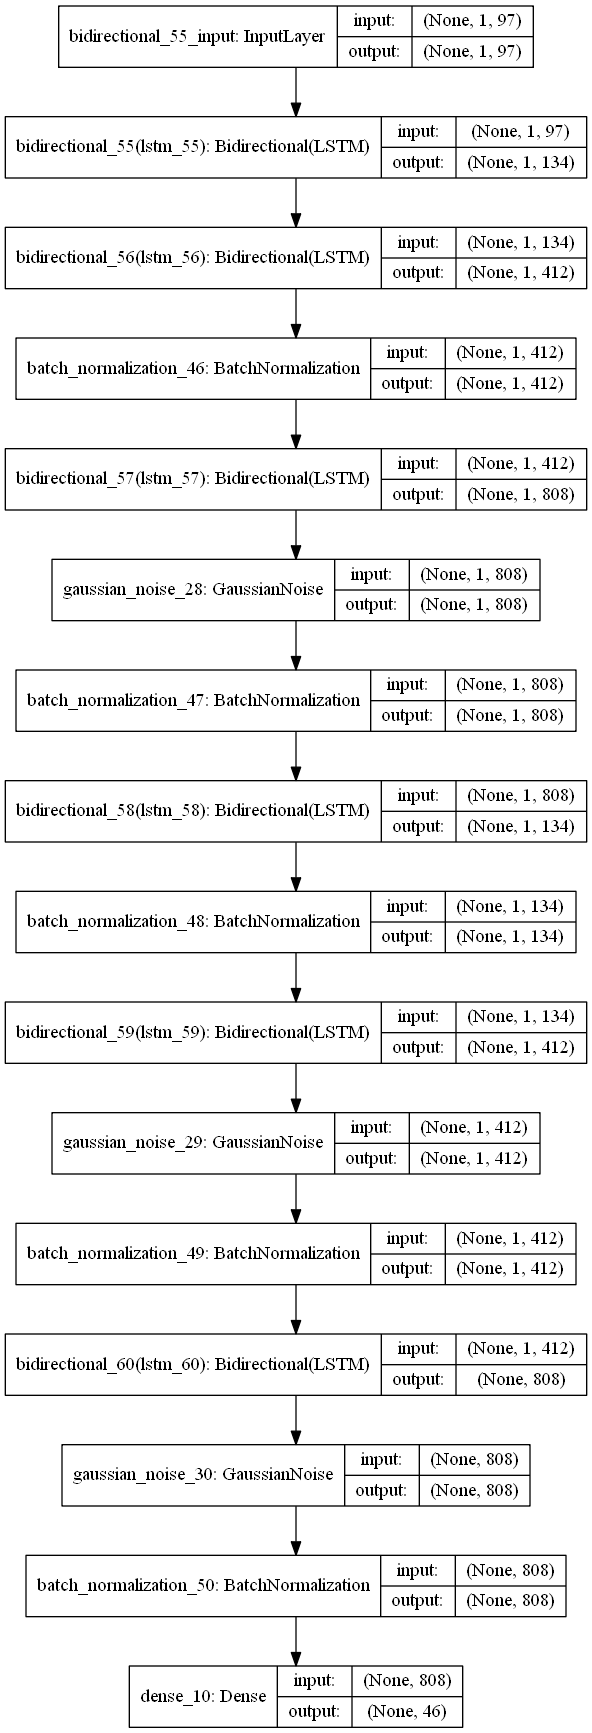 bidirectional_55_input: InputLayer
input: (None, 1, 97)
output: (None, 1, 97)
bidirectional_55(lstm_55): Bidirectional(LSTM)
input: (None, 1, 97)
output: (None, 1, 134)
bidirectional_56(lstm_56): Bidirectional(LSTM)
input: (None, 1, 134)
output: (None, 1, 412)
batch_normalization_46: BatchNormalization
input: (None, 1, 412)
output: (None, 1, 412)
bidirectional_57(lstm_57): Bidirectional(LSTM)
input: (None, 1, 412)
output: (None, 1, 808)
gaussian_noise_28: GaussianNoise
input: (None, 1, 808)
output: (None, 1, 808)
batch_normalization_47: BatchNormalization
input: (None, 1, 808)
output: (None, 1, 808)
bidirectional_58(lstm_58): Bidirectional(LSTM)
input: (None, 1, 808)
output: (None, 1, 134)
batch_normalization_48: BatchNormalization
input: (None, 1, 134)
output: (None, 1, 134)
bidirectional_59(lstm_59): Bidirectional(LSTM)
input: (None, 1, 134)
output: (None, 1, 412)
gaussian_noise_29: GaussianNoise
input: (None, 1, 412)
output: (None, 1, 412)
batch_normalization_49: BatchNormalization
input: (None, 1, 412)
output: (None, 1, 412)
bidirectional_60(lstm_60): Bidirectional(LSTM)
input: (None, 1, 412)
output: (None, 808)
gaussian_noise_30: GaussianNoise
input: (None, 808)
output: (None, 808)
batch_normalization_50: BatchNormalization
input: (None, 808)
output: (None, 808)
dense_10: Dense
input: (None, 808)
output: (None, 46)